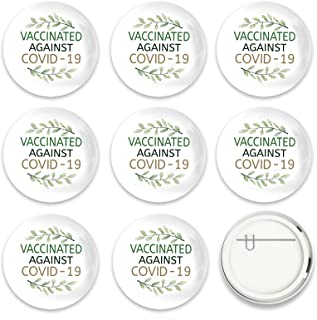 VACCINATED VACCINATED VACCINATED
AGAINST AGAINST AGAINST
COVID-19 COVID-19 COVID-19
VACCINATED VACCINATED VACCINATED
AGAINST AGAINST AGAINST
COVID-19 COVID-19 COVID-19
VACCINATED VACCINATED
AGAINST AGAINST
COVID-19 COVID-19